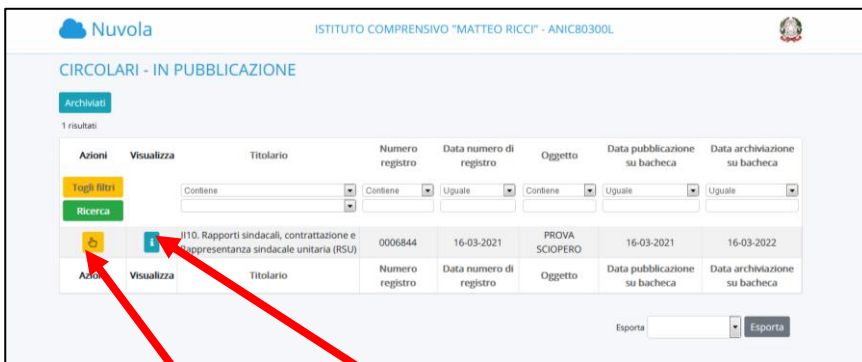 Nuvola
ISTITUTO COMPRENSIVO "MATTEO RICCI" - ANIC80300L
CIRCOLARI - IN PUBBLICAZIONE
Archiviati
1 risultati
Azioni Visualizza Titolario Numero registro Data numero di registro Oggetto Data pubblicazione su bacheca Data archiviazione su bacheca
Togli filtri Contiene Contiene Uguale Contiene Uguale Uguale
Ricerca
II10. Rapporti sindacali, contrattazione e Rappresentanza sindacale unitaria (RSU) 0006844 16-03-2021 PROVA SCIOPERO 16-03-2021 16-03-2022
Azioni Visualizza Titolario Numero registro Data numero di registro Oggetto Data pubblicazione su bacheca Data archiviazione su bacheca
Esporta Esporta